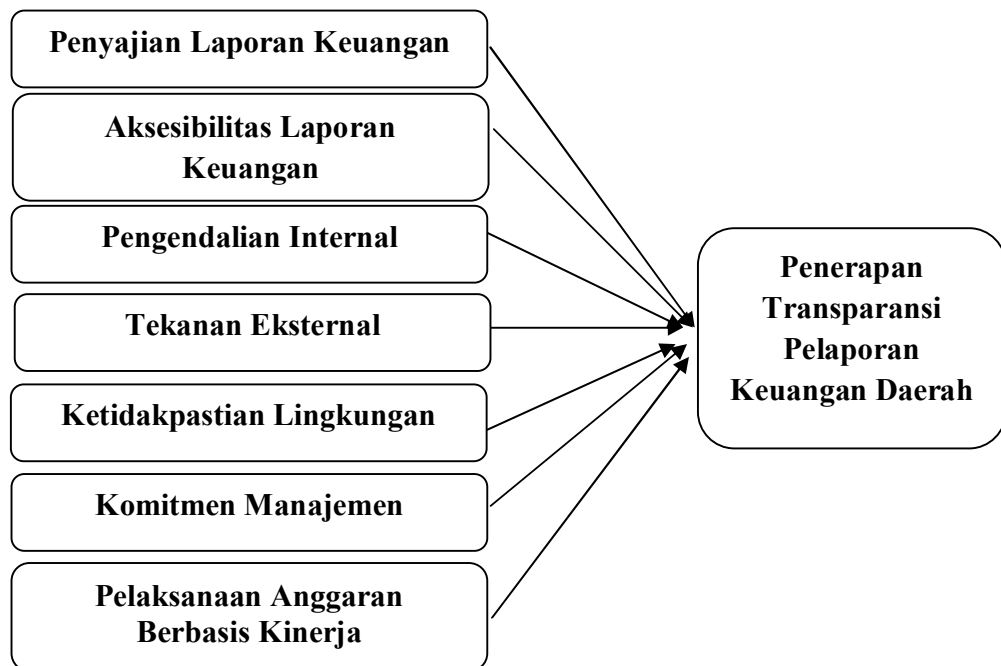 Penyajian Laporan Keuangan
Aksesibilitas Laporan
Keuangan
Pengendalian Internal
Tekanan Eksternal
Ketidakpastian Lingkungan
Komitmen Manajemen
Pelaksanaan Anggaran
Berbasis Kinerja
Penerapan
Transparansi
Pelaporan
Keuangan Daerah